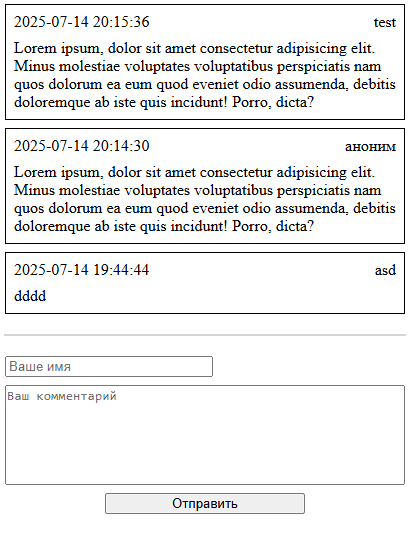 2025-07-14 20:15:36 test
Lorem ipsum, dolor sit amet consectetur adipisicing elit.
Minus molestiae voluptates voluptatibus perspiciatis nam
quos dolorum ea eum quod eveniet odio assumenda, debitis
doloremque ab iste quis incidunt! Porro, dicta?
2025-07-14 20:14:30 аноним
Lorem ipsum, dolor sit amet consectetur adipisicing elit.
Minus molestiae voluptates voluptatibus perspiciatis nam
quos dolorum ea eum quod eveniet odio assumenda, debitis
doloremque ab iste quis incidunt! Porro, dicta?
2025-07-14 19:44:44 asd
dddd
Ваше имя
Ваш комментарий
Отправить